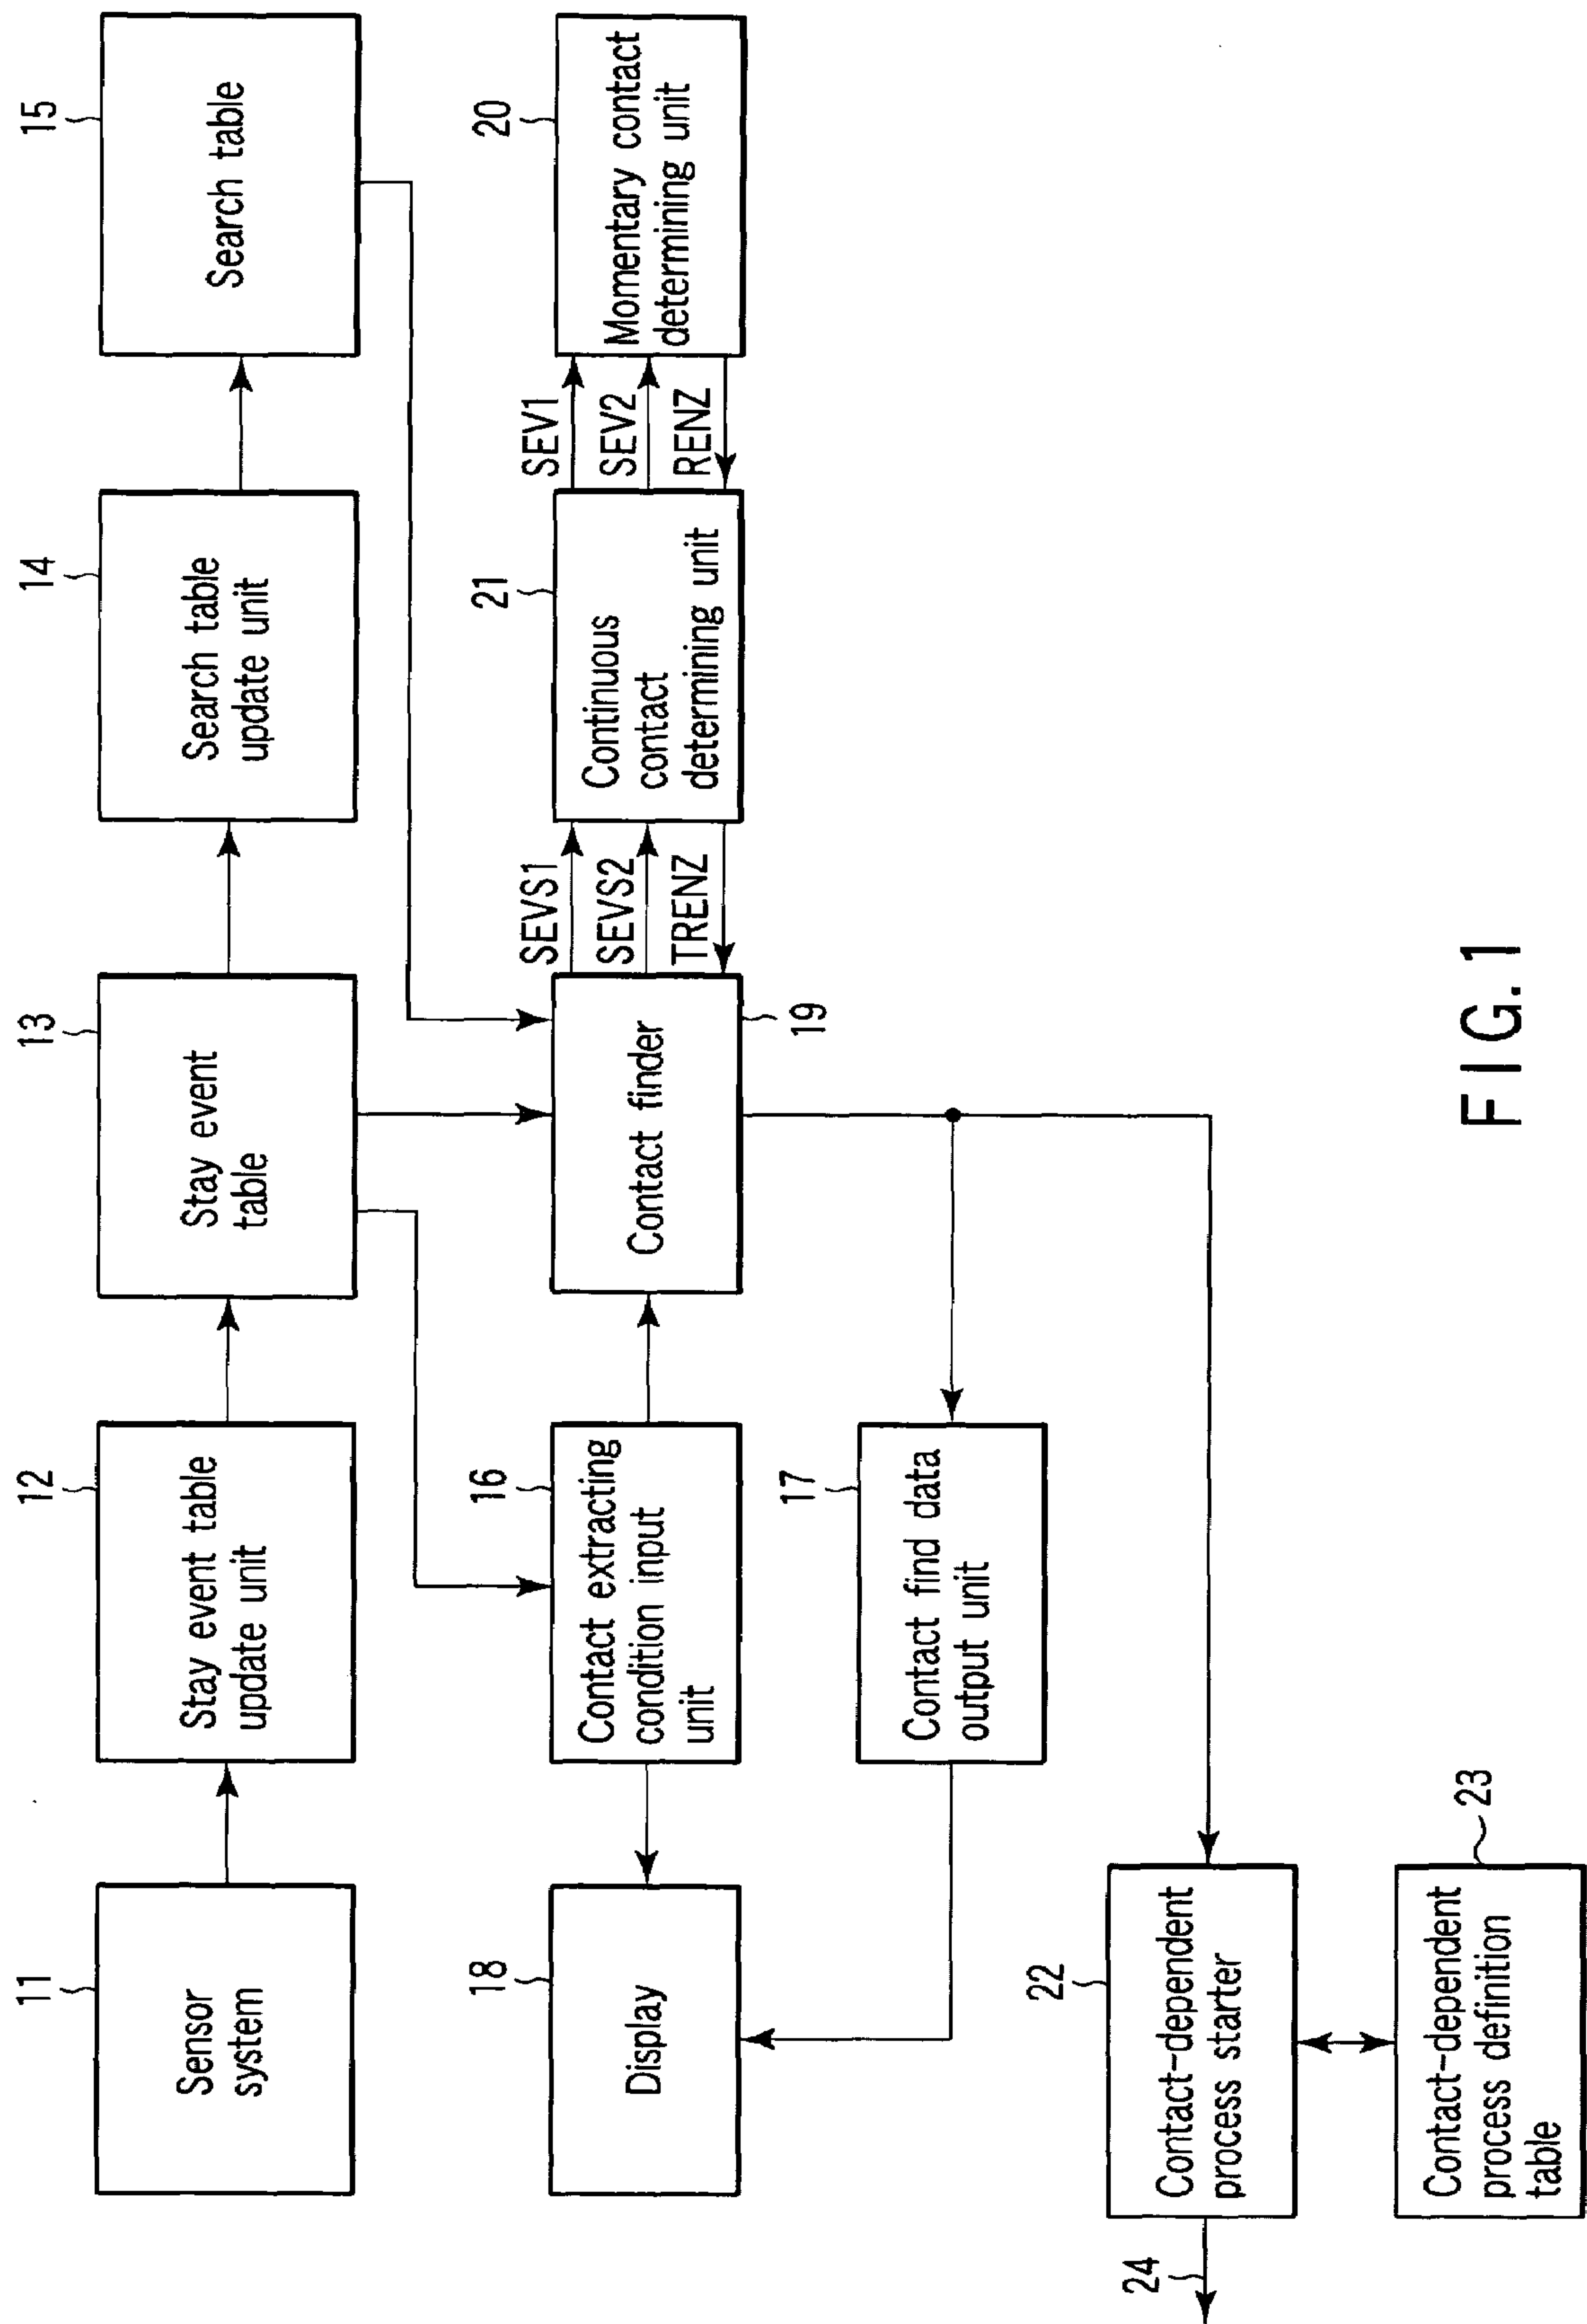 11
Sensor
system
12
Stay event table
update unit
13
Stay event
table
14
Search table
update unit
15
Search table
18
Display
16
Contact extracting
condition input
unit
Contact finder
19
SEVS1
SEVS2
TRENZ
21
Continuous
contact
determining unit
SEV1
SEV2
RENZ
20
Momentary contact
determining unit
17
Contact find data
output unit
22
Contact-dependent
process starter
24
23
Contact-dependent
process definition
table
FIG. 1